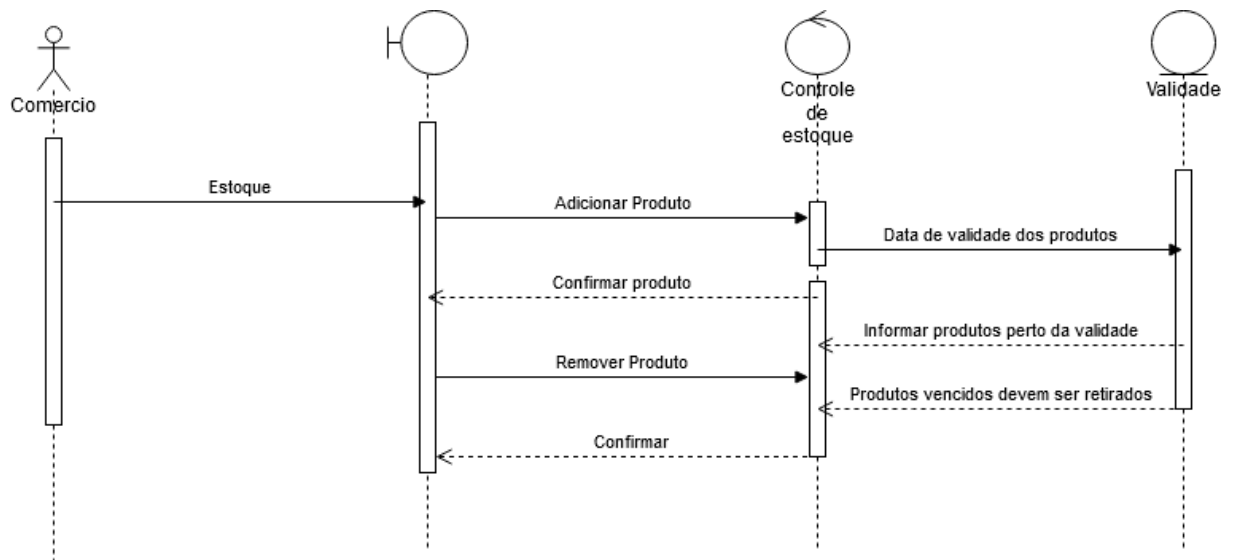 Comercio
Controle
de
estoque
Validade
Estoque
Adicionar Produto
Data de validade dos produtos
Confirmar produto
Informar produtos perto da validade
Remover Produto
Produtos vencidos devem ser retirados
Confirmar